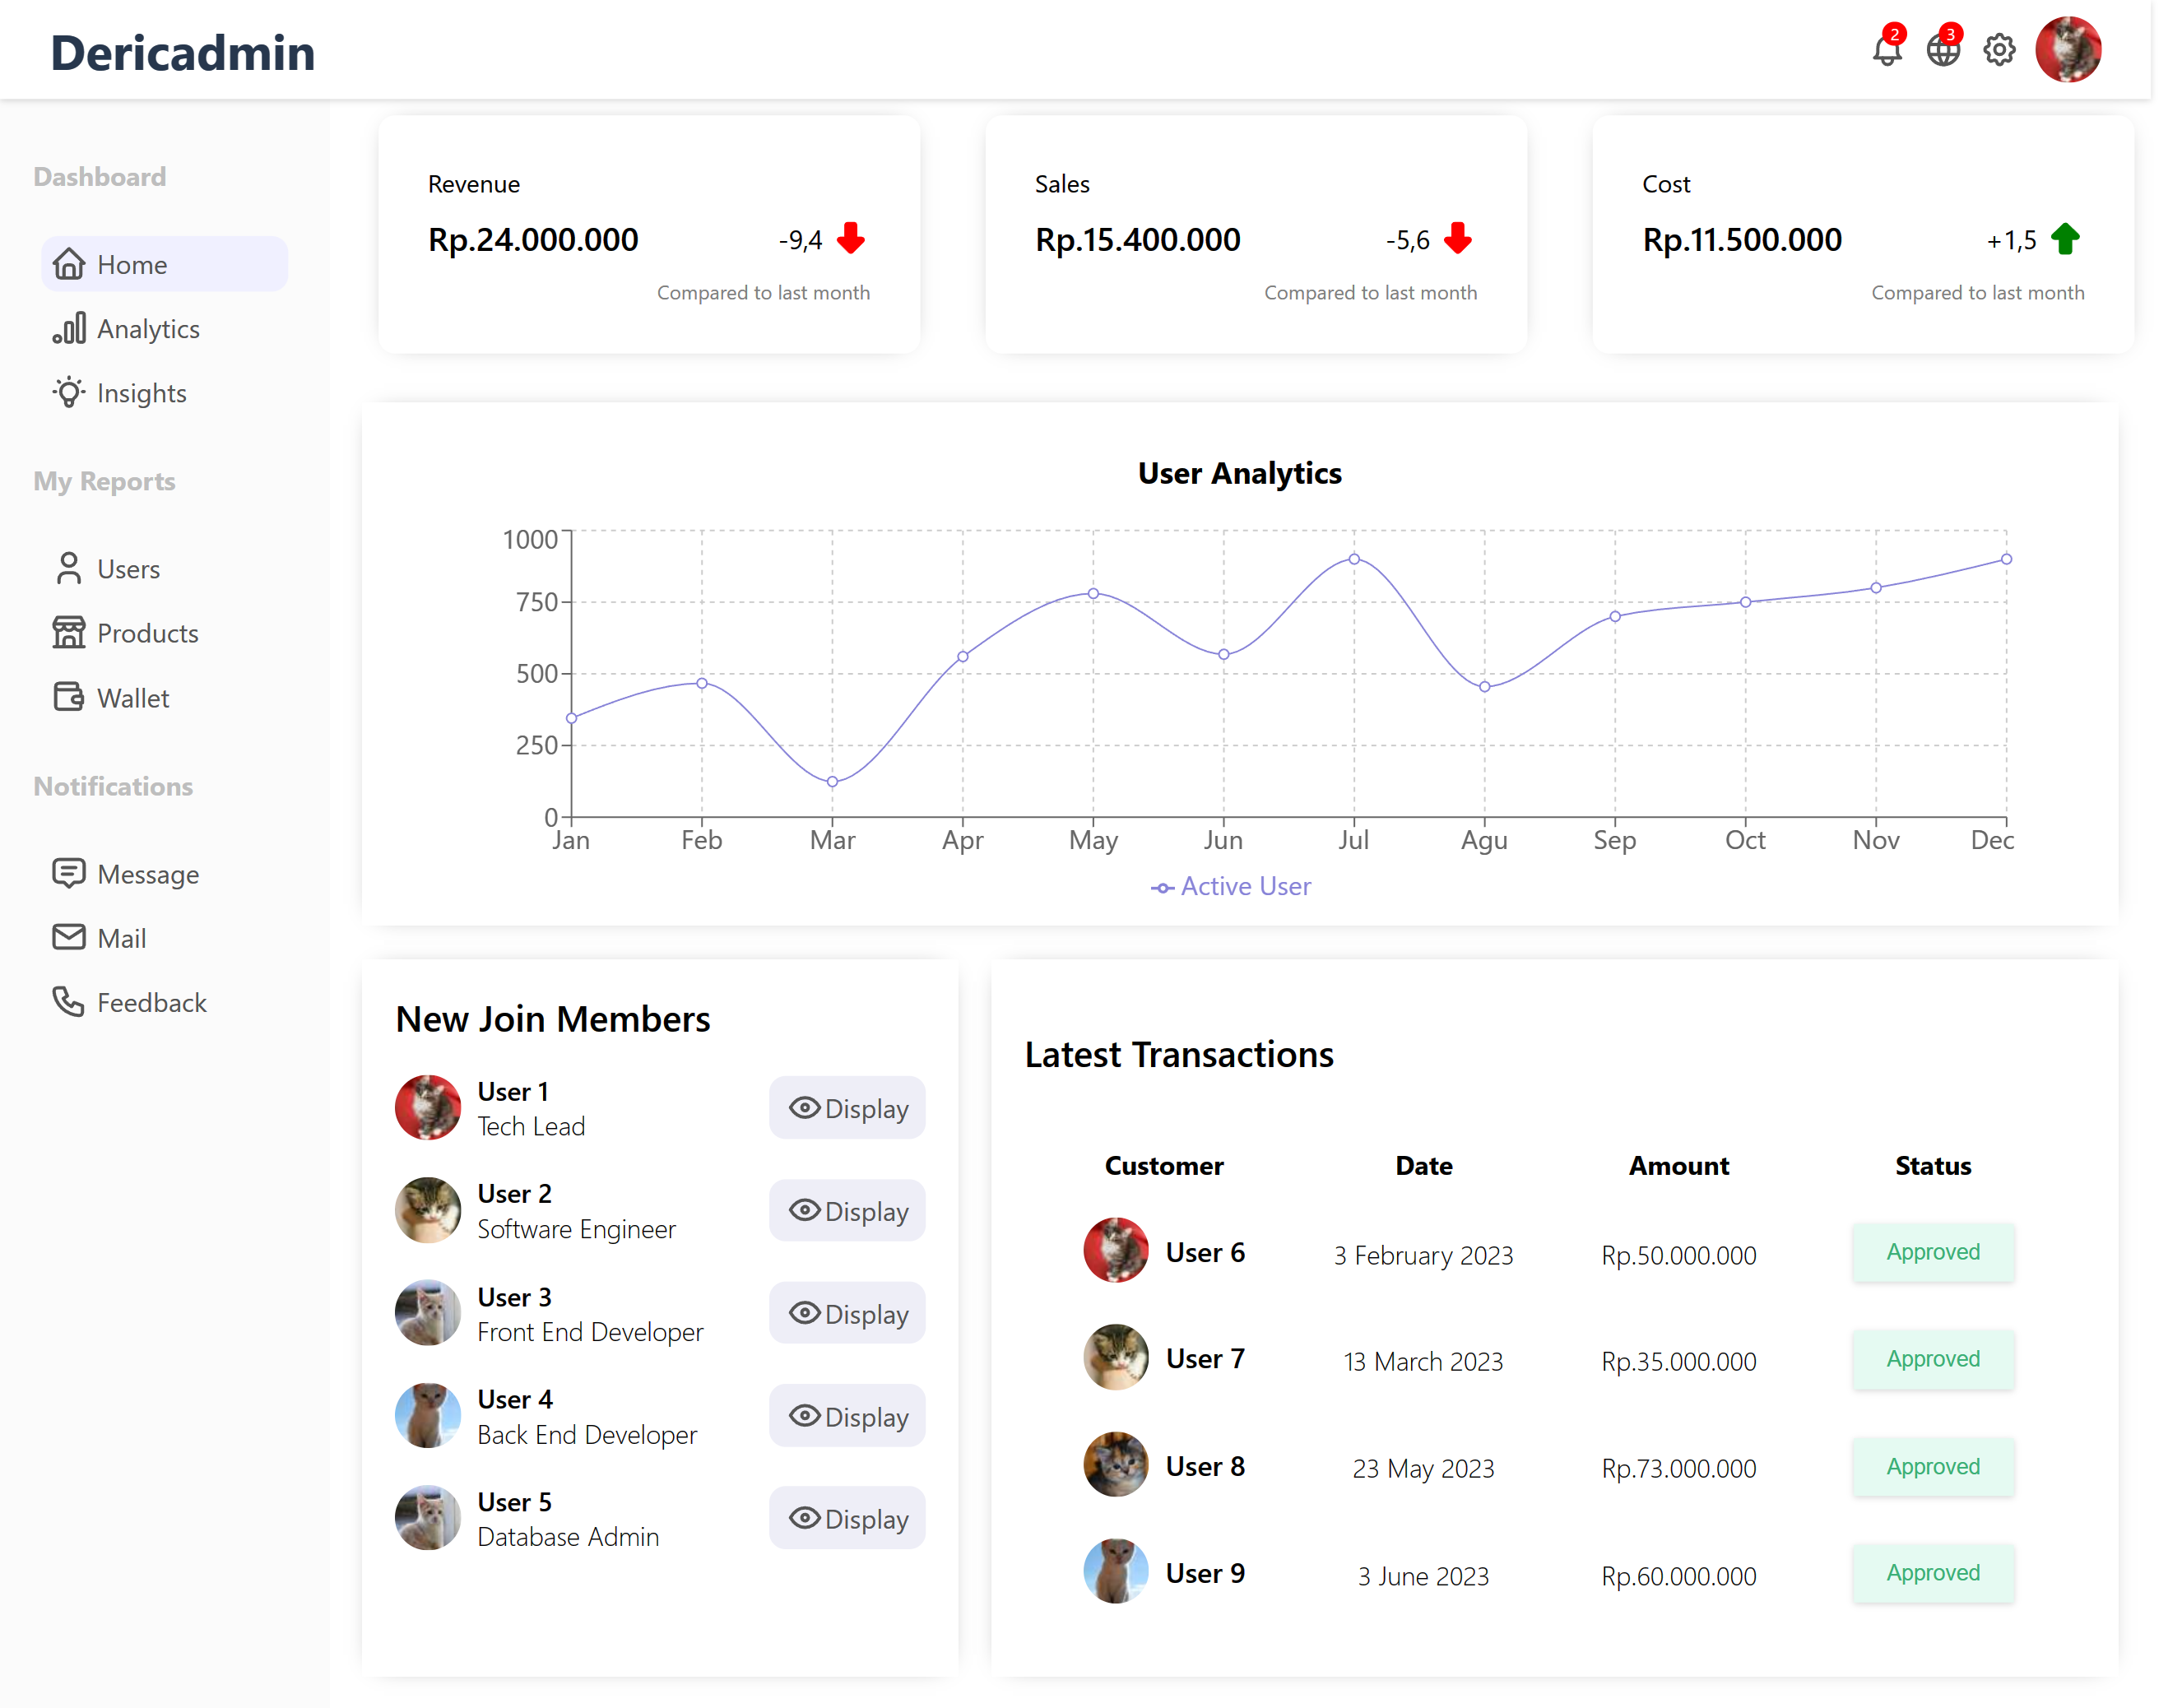 Dericadmin
2
3
Dashboard
Home
Analytics
Insights
My Reports
Users
Products
Wallet
Notifications
Message
Mail
Feedback
Revenue
Rp.24.000.000
-9,4
Compared to last month
Sales
Rp.15.400.000
-5,6
Compared to last month
Cost
Rp.11.500.000
+1,5
Compared to last month
User Analytics
1000
750
500
250
0
Jan Feb Mar Apr May Jun Jul Agu Sep Oct Nov Dec
Active User
New Join Members
User 1
Tech Lead
Display
User 2
Software Engineer
Display
User 3
Front End Developer
Display
User 4
Back End Developer
Display
User 5
Database Admin
Display
Latest Transactions
Customer Date Amount Status
User 6 3 February 2023 Rp.50.000.000 Approved
User 7 13 March 2023 Rp.35.000.000 Approved
User 8 23 May 2023 Rp.73.000.000 Approved
User 9 3 June 2023 Rp.60.000.000 Approved